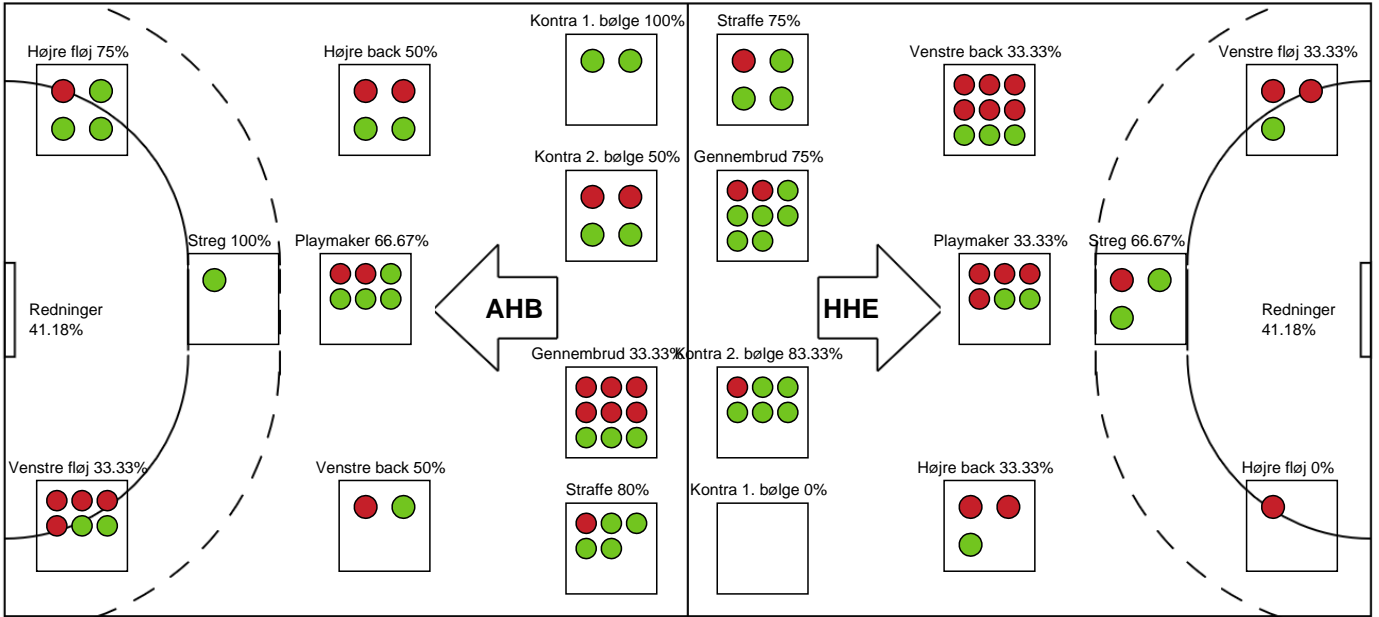 Kontra 1. bølge 100%
Straffe 75%
Højre fløj 75%
Højre back 50%
Venstre back 33.33%
Venstre fløj 33.33%
Kontra 2. bølge 50%
Gennembrud 75%
Streg 100%
Playmaker 66.67%
Playmaker 33.33%
Streg 66.67%
Redninger
41.18%
AHB
HHE
Redninger
41.18%
Gennembrud 33.33%
Kontra 2. bølge 83.33%
Venstre fløj 33.33%
Venstre back 50%
Straffe 80%
Kontra 1. bølge 0%
Højre back 33.33%
Højre fløj 0%